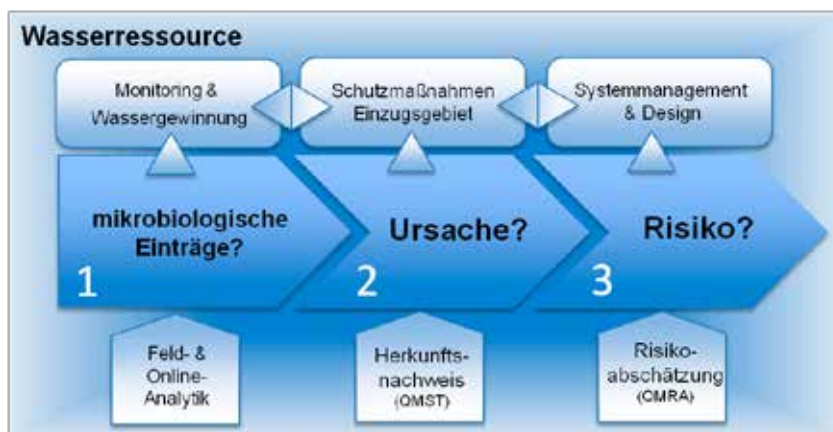 Wasserressource
Monitoring &
Wassergewinnung
Schutzmaßnahmen
Einzugsgebiet
Systemmanagement
& Design
mikrobiologische
Einträge?
1
Ursache?
2
Risiko?
3
Feld- &
Online-
Analytik
Herkunfts-
nachweis
(QMST)
Risiko-
abschätzung
(QMRA)